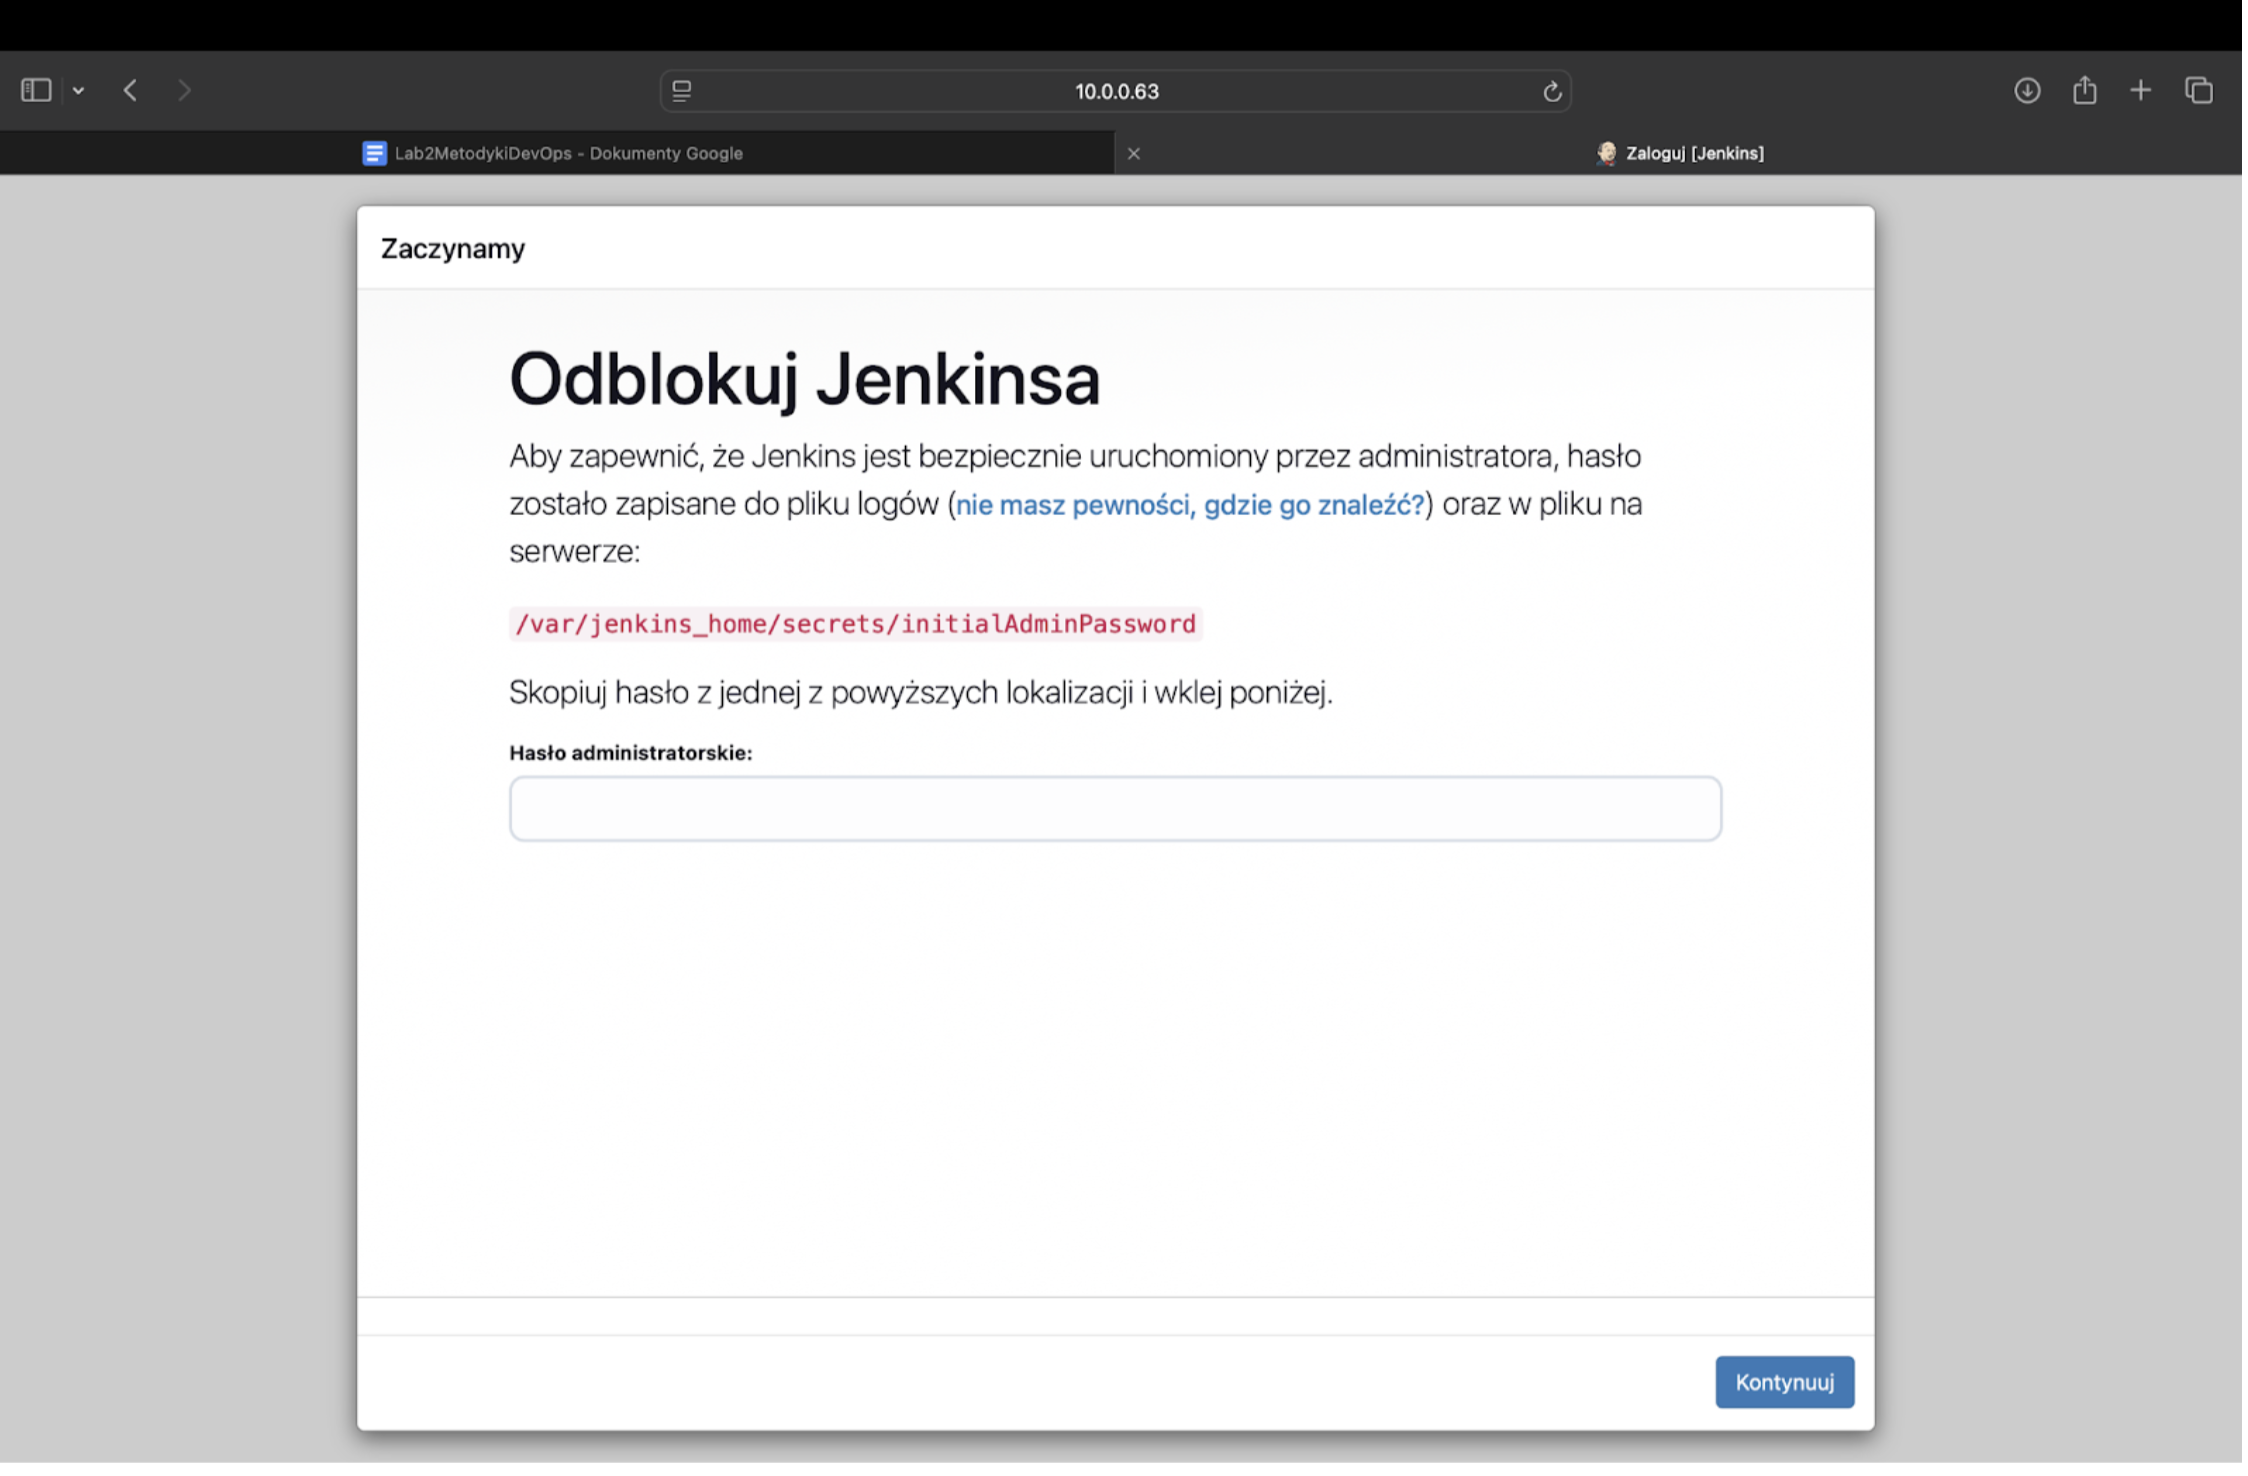 10.0.0.63
Lab2MetodykiDevOps - Dokumenty Google
Zaloguj [Jenkins]
Zaczynamy
Odblokuj Jenkinsa
Aby zapewnić, że Jenkins jest bezpiecznie uruchomiony przez administratora, hasło
zostało zapisane do pliku logów (nie masz pewności, gdzie go znaleźć?) oraz w pliku na
serwerze:
/var/jenkins_home/secrets/initialAdminPassword
Skopiuj hasło z jednej z powyższych lokalizacji i wklej poniżej.
Hasło administratorskie:
Kontynuuj